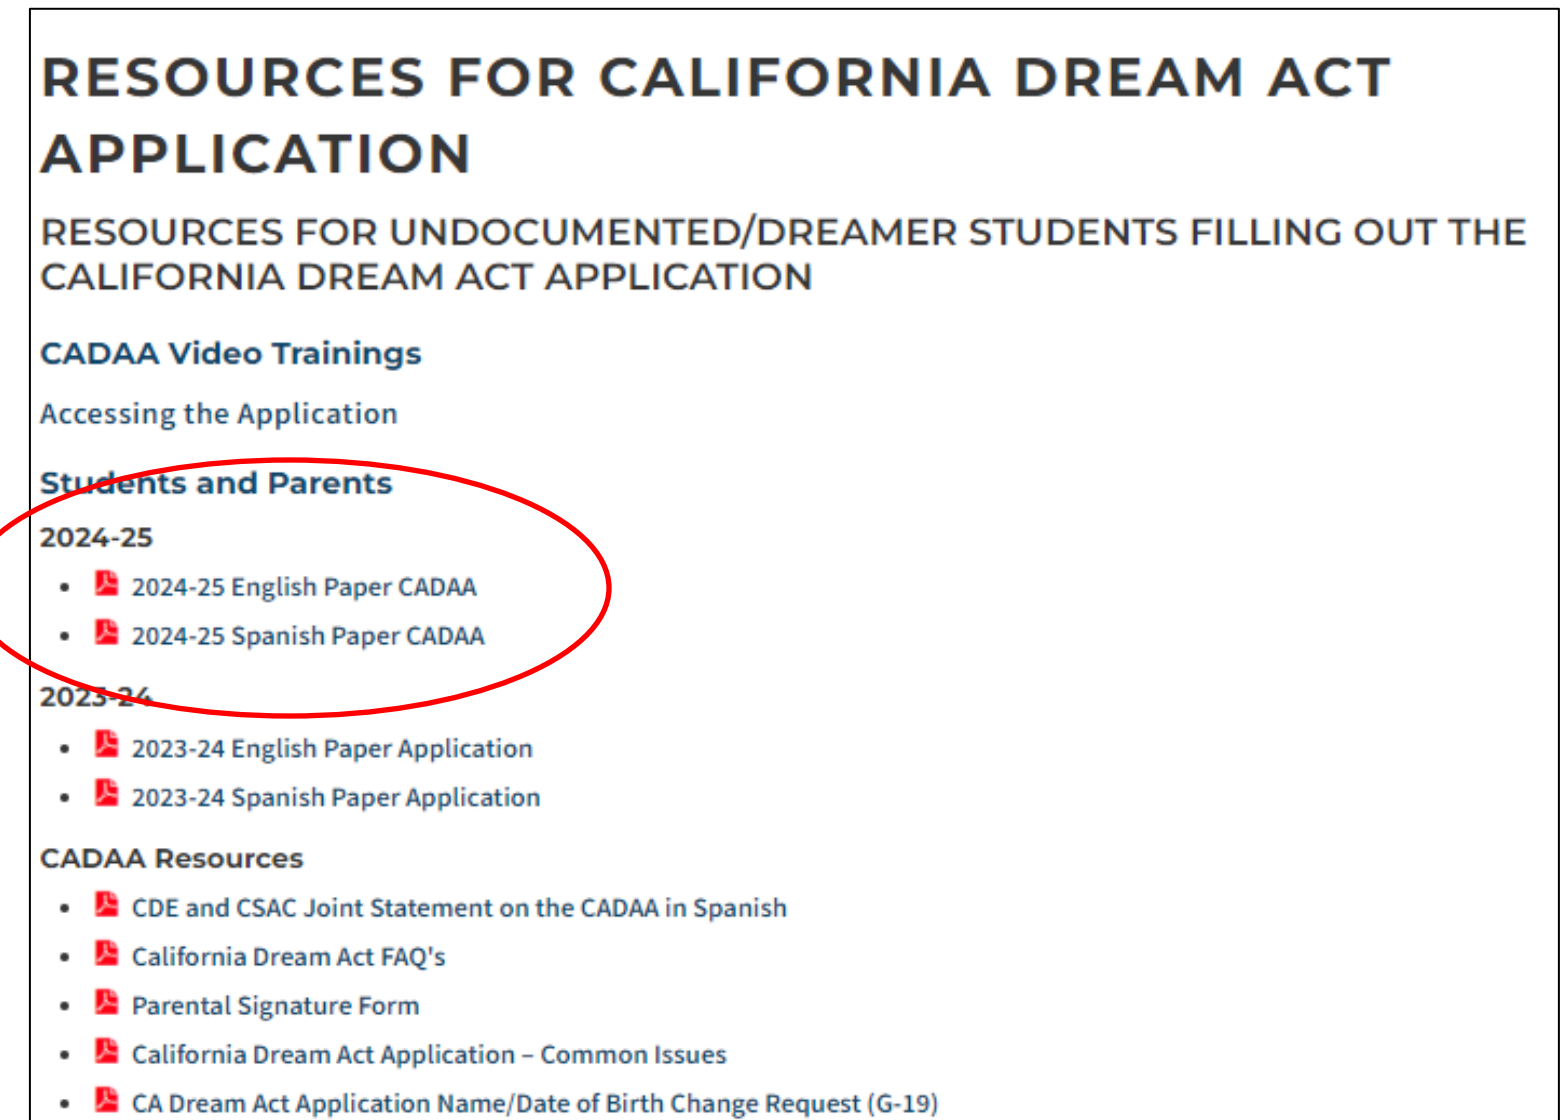 RESOURCES FOR CALIFORNIA DREAM ACT
APPLICATION
RESOURCES FOR UNDOCUMENTED/DREAMER STUDENTS FILLING OUT THE
CALIFORNIA DREAM ACT APPLICATION
CADAA Video Trainings
Accessing the Application
Students and Parents
2024-25
• 2024-25 English Paper CADAA
• 2024-25 Spanish Paper CADAA
2023-24
• 2023-24 English Paper Application
• 2023-24 Spanish Paper Application
CADAA Resources
• CDE and CSAC Joint Statement on the CADAA in Spanish
• California Dream Act FAQ's
• Parental Signature Form
• California Dream Act Application – Common Issues
• CA Dream Act Application Name/Date of Birth Change Request (G-19)